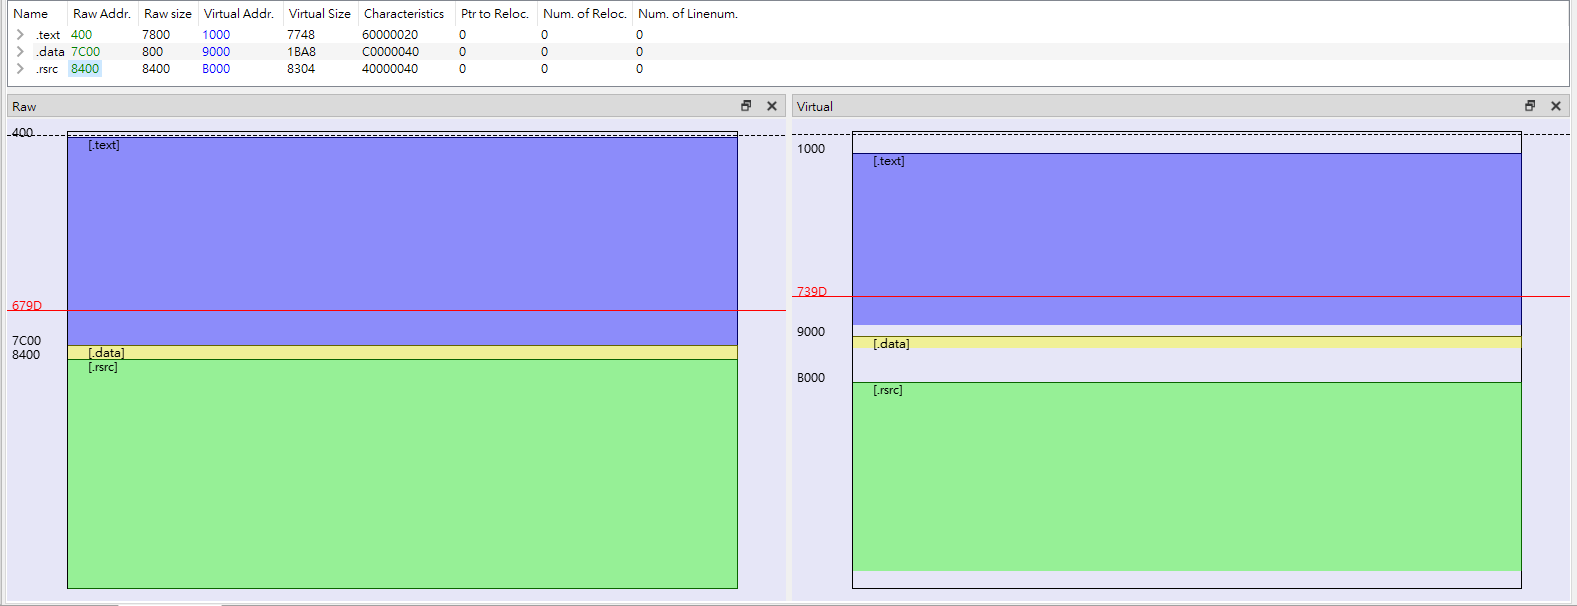 Name Raw Addr. Raw size Virtual Addr. Virtual Size Characteristics Ptr to Reloc. Num. of Reloc. Num. of Linenum.
.text 400 7800 1000 7748 60000020 0 0 0
.data 7C00 800 9000 1BA8 C0000040 0 0 0
.rsrc 8400 8400 B000 8304 40000040 0 0 0
Raw
400
[.text]
679D
7C00
[.data]
8400
[.rsrc]
Virtual
1000
[.text]
739D
9000
[.data]
B000
[.rsrc]